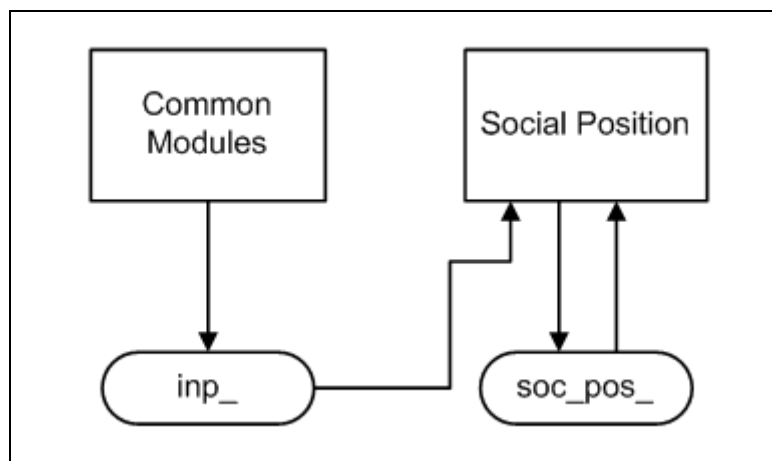 Common
Modules
Social Position
inp_
soc_pos_